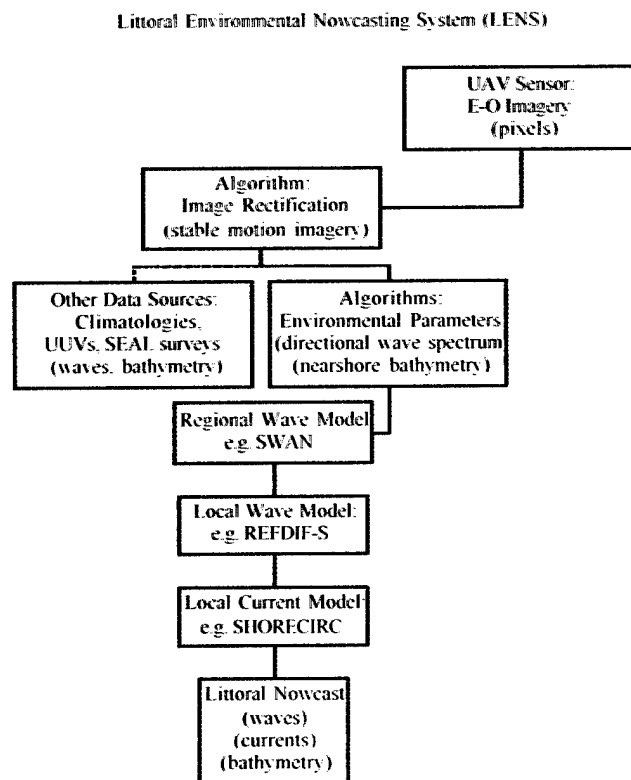 Littoral Environmental Nowcasting System (LENS)
UAV Sensor:
E-O Imagery
(pixels)
Algorithm:
Image Rectification
(stable motion imagery)
Other Data Sources:
Climatologies,
UUVs, SEAL surveys
(waves, bathymetry)
Algorithms:
Environmental Parameters
(directional wave spectrum
(nearshore bathymetry)
Regional Wave Model
e.g. SWAN
Local Wave Model:
e.g. REFDIF-S
Local Current Model:
e.g. SHORECIRC
Littoral Nowcast
(waves)
(currents)
(bathymetry)